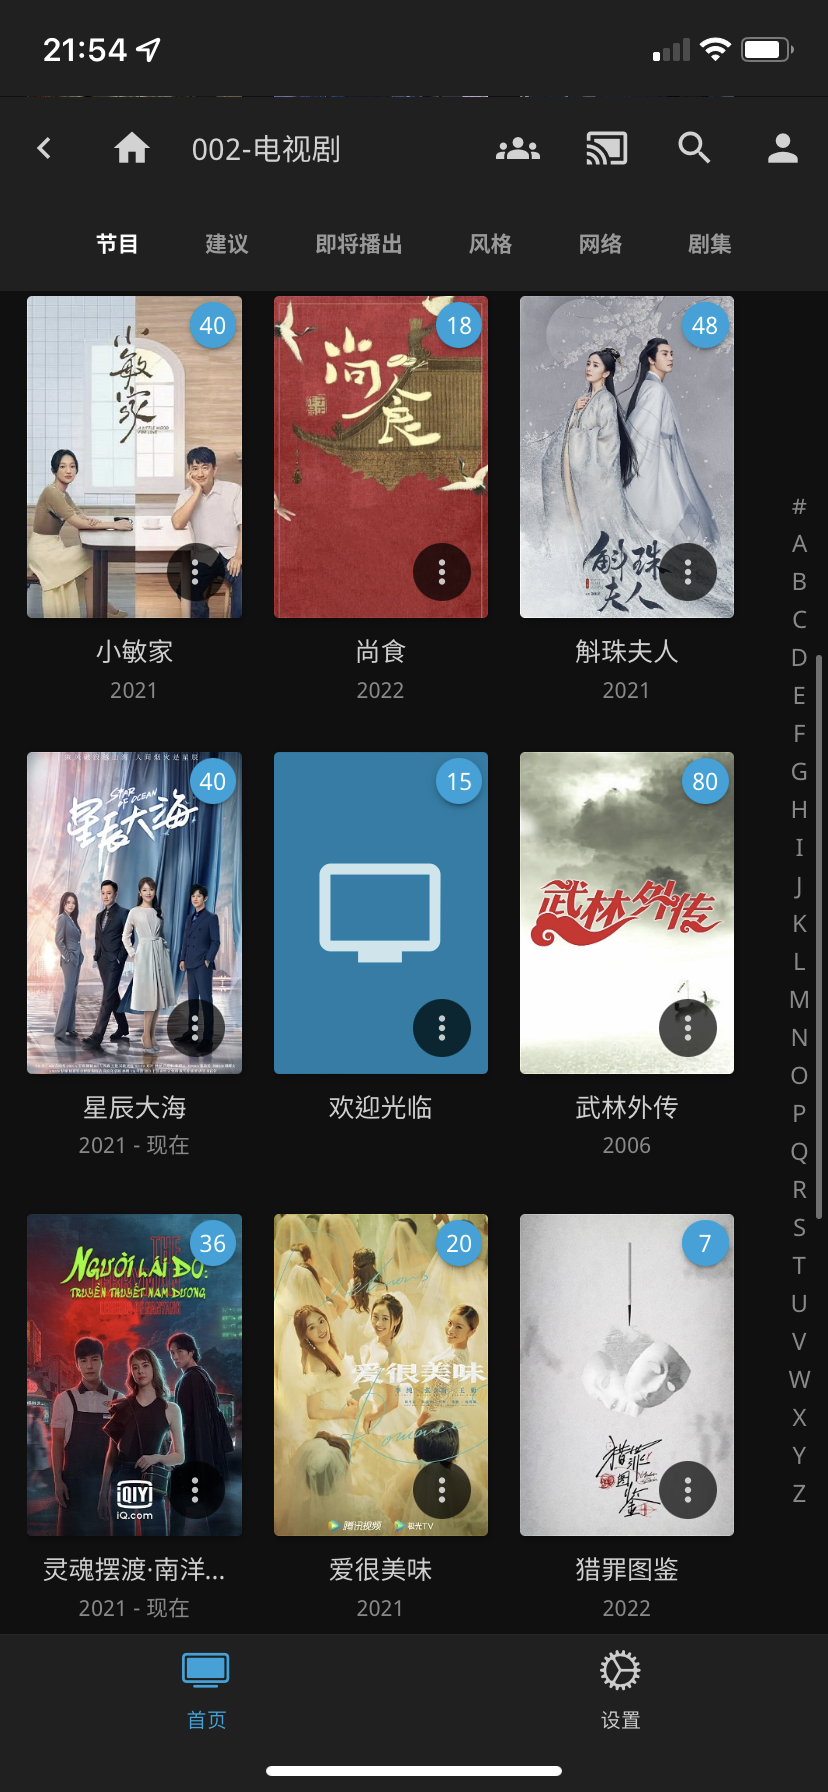 21:54
002-电视剧
节目 建议 即将播出 风格 网络 剧集
40
小敏家
18
尚食
48
斛珠夫人
小敏家 尚食 斛珠夫人
2021 2022 2021
40
STAR OF OCEAN
星辰大海
15
80
武林外传
星辰大海 欢迎光临 武林外传
2021 - 现在 2006
36
NGƯỜI LÁI ĐÒ:
TRUYỀN THUYẾT NAM DƯƠNG
iQIYI
iQ.com
20
爱很美味
腾讯视频 极光TV
7
猎罪图鉴
灵魂摆渡·南洋... 爱很美味 猎罪图鉴
2021 - 现在 2021 2022
#
A
B
C
D
E
F
G
H
I
J
K
L
M
N
O
P
Q
R
S
T
U
V
W
X
Y
Z
首页 设置